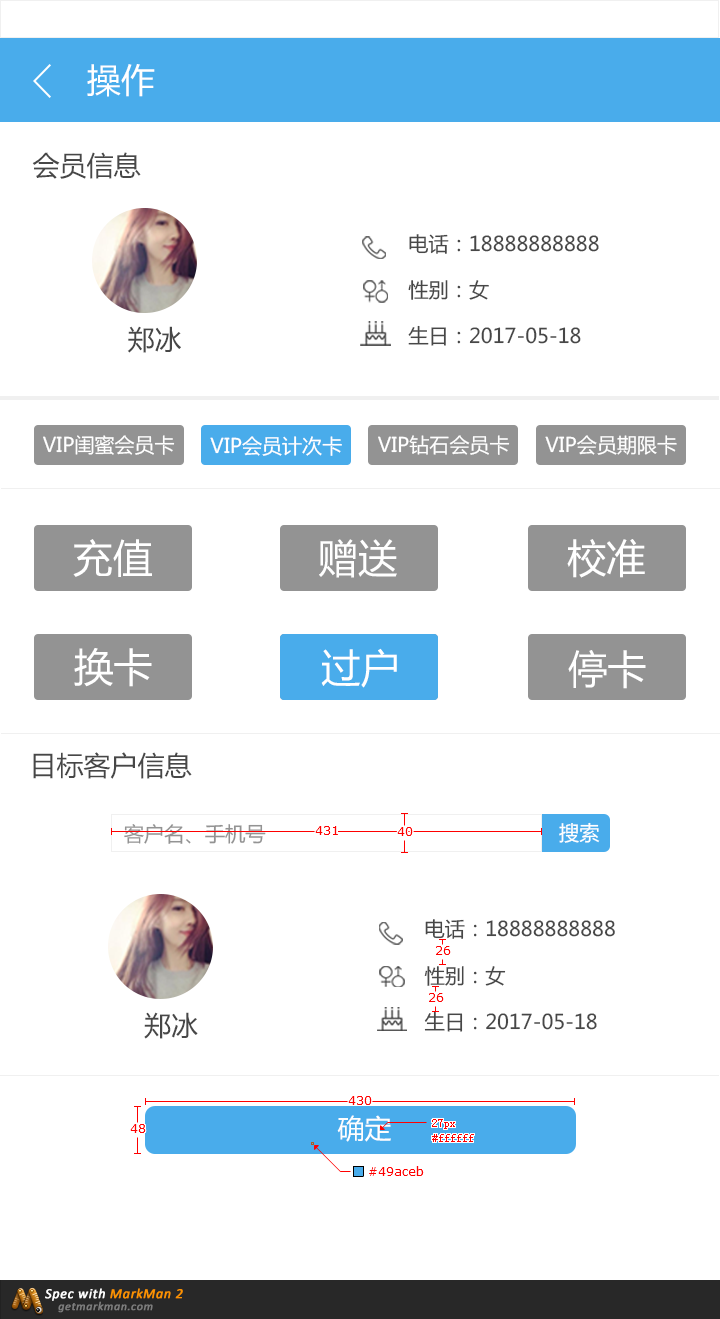 操作
会员信息
郑冰
电话：18888888888
性别：女
生日：2017-05-18
VIP闺蜜会员卡 VIP会员计次卡 VIP钻石会员卡 VIP会员期限卡
充值 赠送 校准
换卡 过户 停卡
目标客户信息
客户名、手机号 431 40 搜索
郑冰
电话：18888888888
26
性别：女
26
生日：2017-05-18
430
48 确定 27px
#ffffff
#49aceb
Spec with MarkMan 2
getmarkman.com